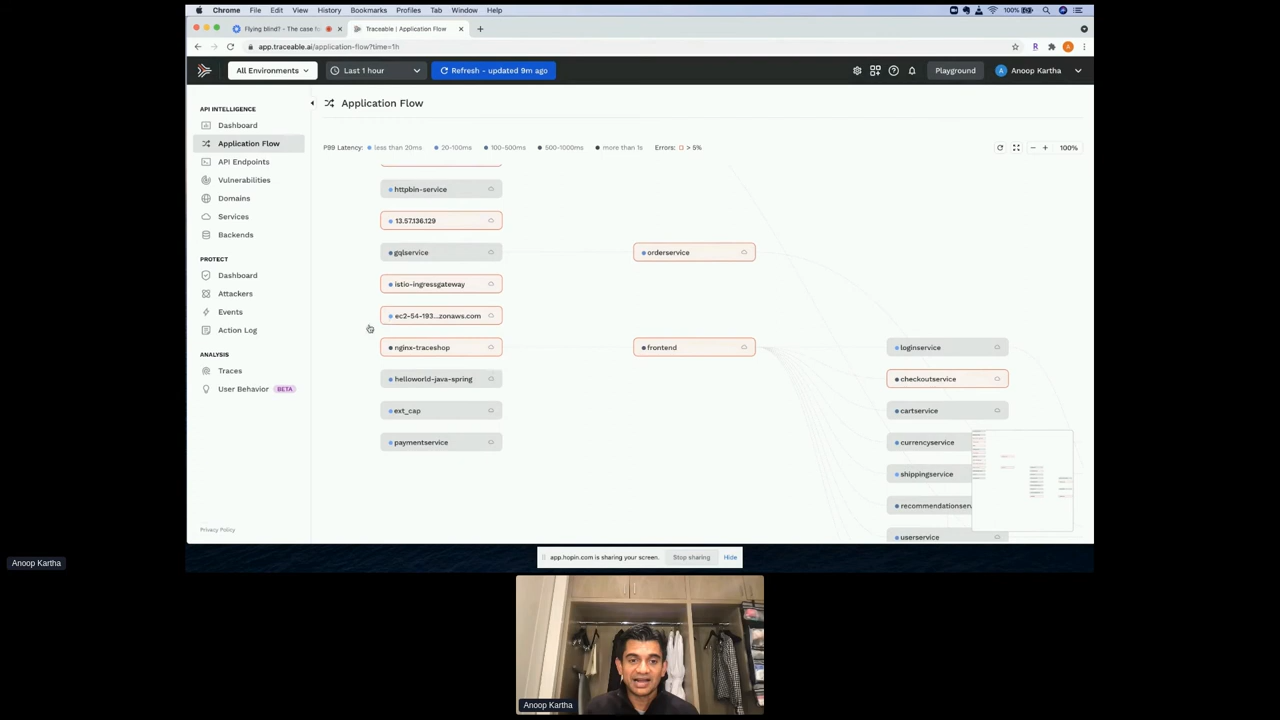 Chrome File Edit View History Bookmarks Profiles Tab Window Help 100%
Flying blind? - The case fo
Traceable | Application Flow
app.traceable.ai/application-flow?time=1h
All Environments
Last 1 hour
Refresh - updated 9m ago
Playground
Anoop Kartha
API INTELLIGENCE
Dashboard
Application Flow
API Endpoints
Vulnerabilities
Domains
Services
Backends
PROTECT
Dashboard
Attackers
Events
Action Log
ANALYSIS
Traces
User Behavior BETA
Privacy Policy
Application Flow
P99 Latency: less than 20ms 20-100ms 100-500ms 500-1000ms more than 1s Errors: > 5%
100%
httpbin-service
13.57.136.129
gqlservice
orderservice
istio-ingressgateway
ec2-54-193...zonaws.com
nginx-traceshop
frontend
loginservice
helloworld-java-spring
checkoutservice
ext_cap
cartservice
paymentservice
currencyservice
shippingservice
recommendationserv
userservice
app.hopin.com is sharing your screen.
Stop sharing
Hide
Anoop Kartha
Anoop Kartha